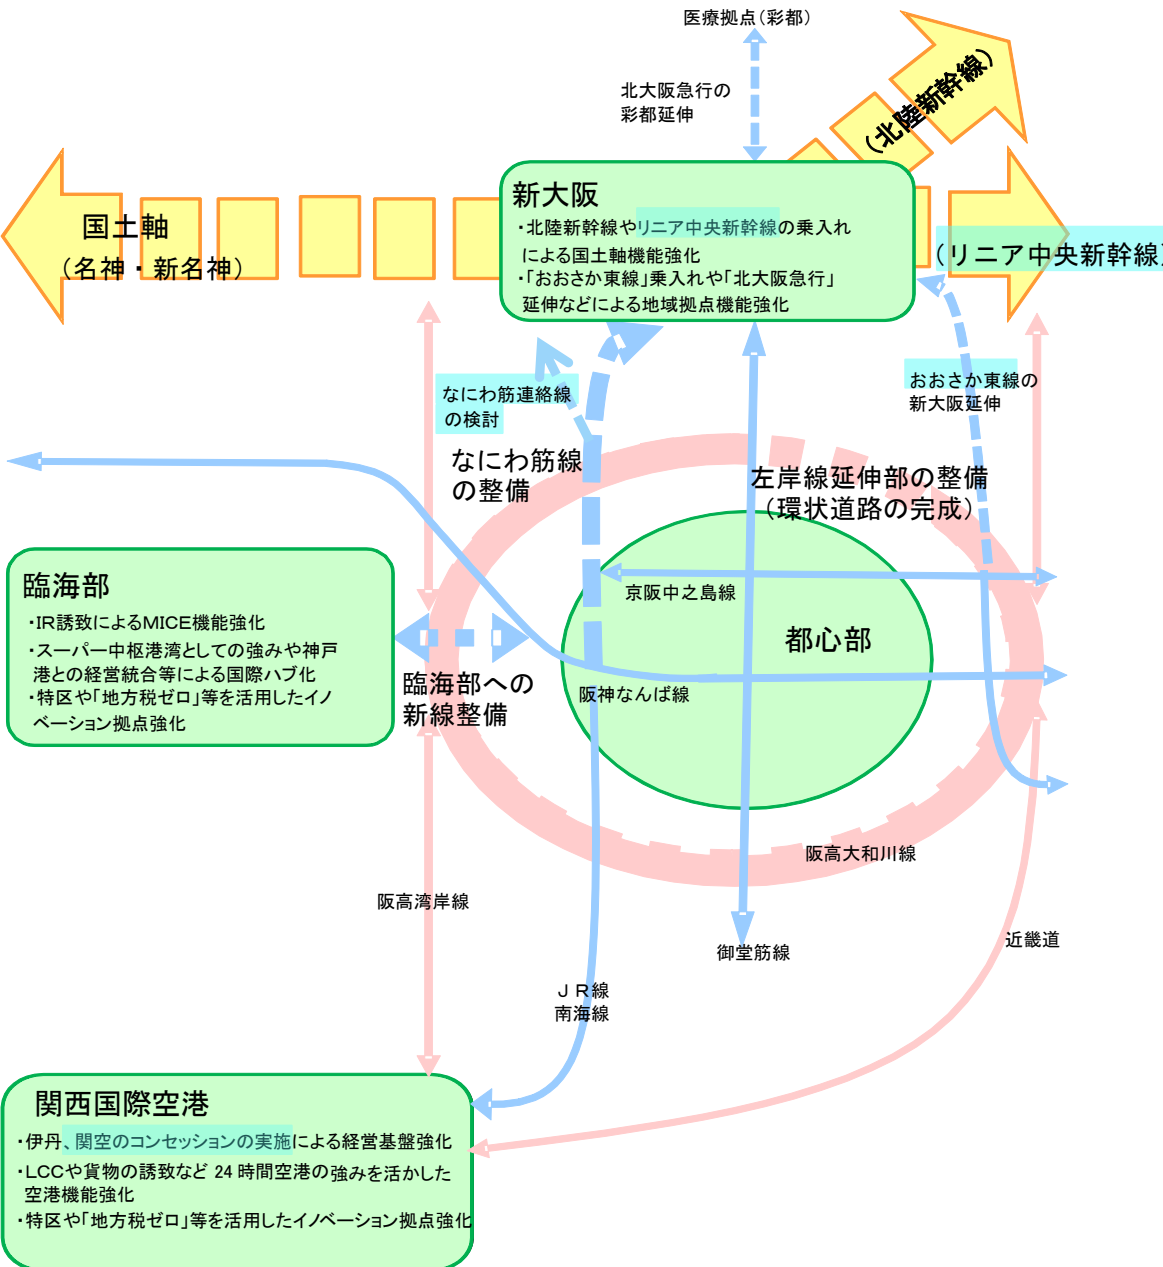 医療拠点（彩都）
北大阪急行の
彩都延伸
（北陸新幹線）
国土軸
（名神・新名神）
新大阪
・北陸新幹線やリニア中央新幹線の乗入れ
による国土軸機能強化
・「おおさか東線」乗入れや「北大阪急行」
延伸などによる地域拠点機能強化
（リニア中央新幹線）
なにわ筋連絡線
の検討
おおさか東線の
新大阪延伸
なにわ筋線
の整備
左岸線延伸部の整備
（環状道路の完成）
臨海部
・IR誘致によるMICE機能強化
・スーパー中枢港湾としての強みや神戸
港との経営統合等による国際ハブ化
・特区や「地方税ゼロ」等を活用したイノ
ベーション拠点強化
京阪中之島線
都心部
臨海部への
新線整備
阪神なんば線
阪高大和川線
阪高湾岸線
御堂筋線
近畿道
ＪＲ線
南海線
関西国際空港
・伊丹、関空のコンセッションの実施による経営基盤強化
・LCCや貨物の誘致など 24 時間空港の強みを活かした
空港機能強化
・特区や「地方税ゼロ」等を活用したイノベーション拠点強化